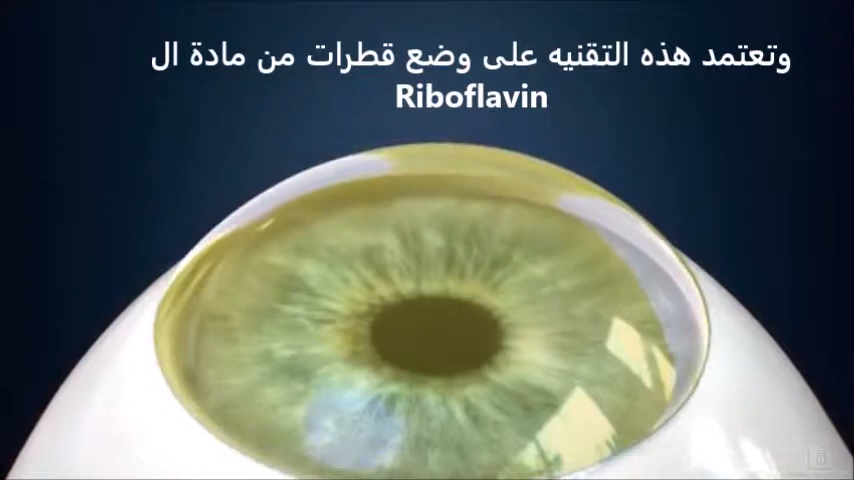 وتعتمد هذه التقنيه على وضع قطرات من مادة ال
Riboflavin